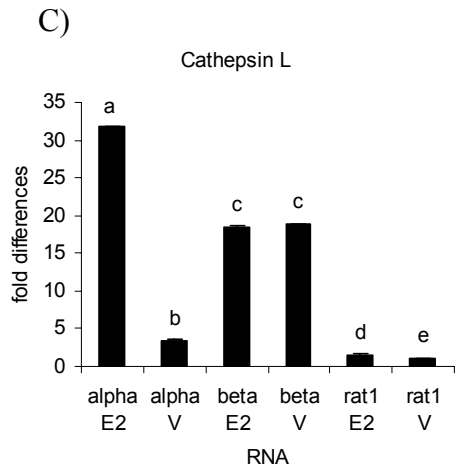 C)
Cathepsin L
35
30
25
20
15
10
5
0
fold differences
a
b
c
c
d
e
alpha alpha beta beta rat1 rat1
E2 V E2 V E2 V
RNA